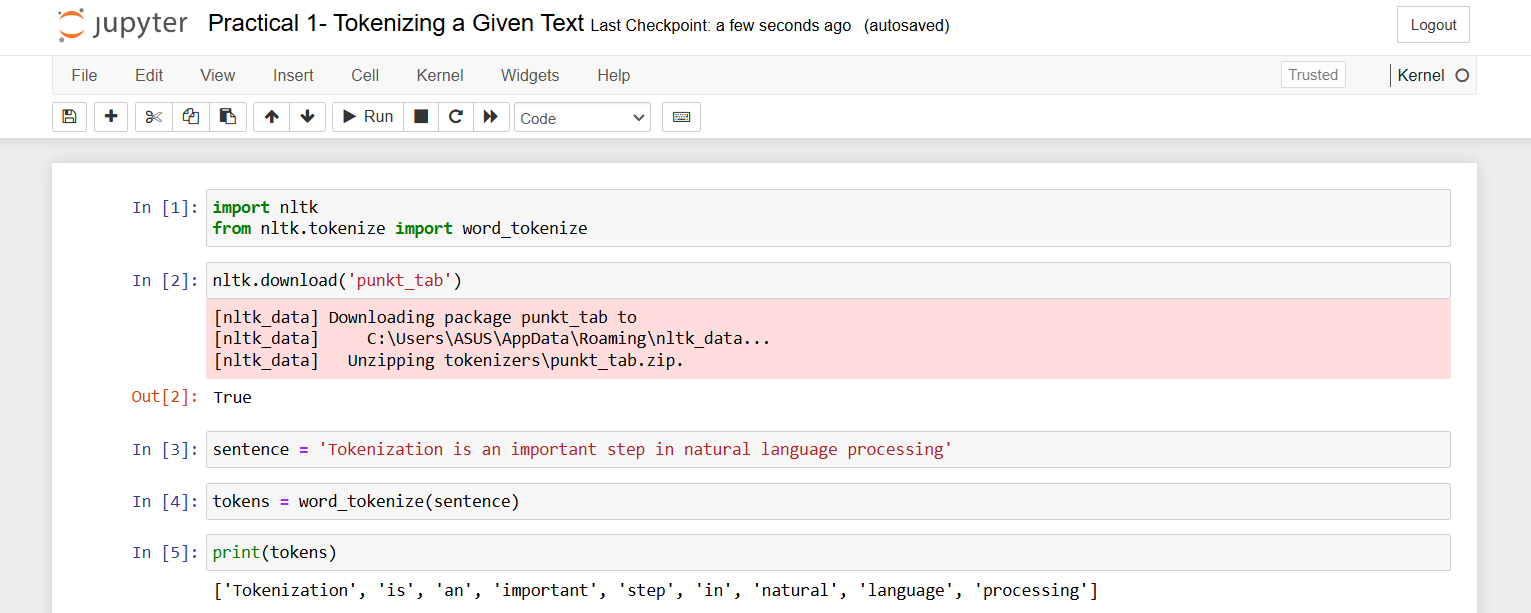 jupyter Practical 1- Tokenizing a Given Text Last Checkpoint: a few seconds ago (autosaved) Logout
File Edit View Insert Cell Kernel Widgets Help Trusted Kernel
Run Code
In [1]: import nltk
from nltk.tokenize import word_tokenize
In [2]: nltk.download('punkt_tab')
[nltk_data] Downloading package punkt_tab to
[nltk_data]     C:\Users\ASUS\AppData\Roaming\nltk_data...
[nltk_data]   Unzipping tokenizers\punkt_tab.zip.
Out[2]: True
In [3]: sentence = 'Tokenization is an important step in natural language processing'
In [4]: tokens = word_tokenize(sentence)
In [5]: print(tokens)
['Tokenization', 'is', 'an', 'important', 'step', 'in', 'natural', 'language', 'processing']